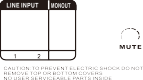 LINE INPUT
MONOUT
1 2
MUTE
CAUTION: TO PREVENT ELECTRIC SHOCK DO NOT
REMOVE TOP OR BOTTOM COVERS
NO USER SERVICEABLE PARTS INSIDE